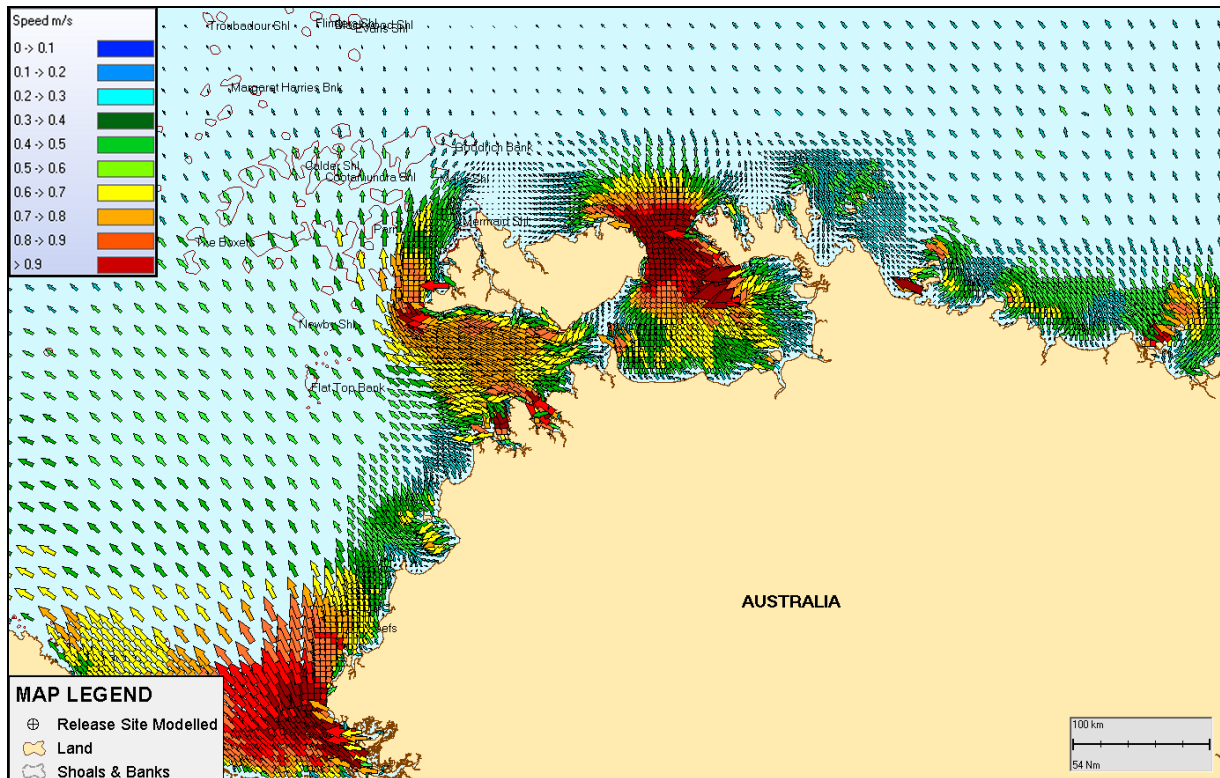 Speed m/s
0 -> 0.1
0.1 -> 0.2
0.2 -> 0.3
0.3 -> 0.4
0.4 -> 0.5
0.5 -> 0.6
0.6 -> 0.7
0.7 -> 0.8
0.8 -> 0.9
> 0.9
Troubadour Shl
Evans Shl
Margaret Harries Bnk
Goodrich Bank
Calder Shl
Cootamundra Shl
Mermaid Shl
The Boxers
Newby Shl
Flat Top Bank
AUSTRALIA
MAP LEGEND
Release Site Modelled
Land
Shoals & Banks
100 km
54 Nm